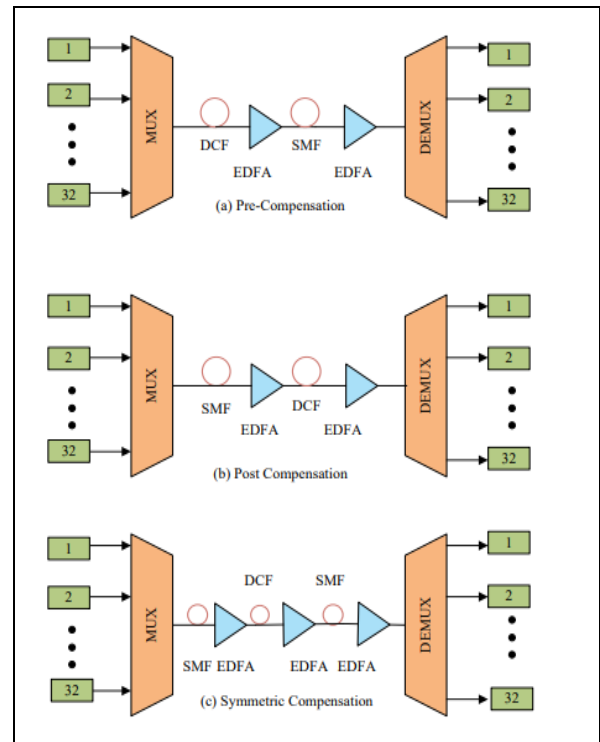 1
1
2
2
MUX
DEMUX
DCF
SMF
EDFA
EDFA
32
32
(a) Pre-Compensation
1
1
2
2
MUX
DEMUX
SMF
DCF
EDFA
EDFA
32
32
(b) Post Compensation
1
1
DCF
SMF
2
2
MUX
DEMUX
SMF EDFA
EDFA EDFA
32
32
(c) Symmetric Compensation